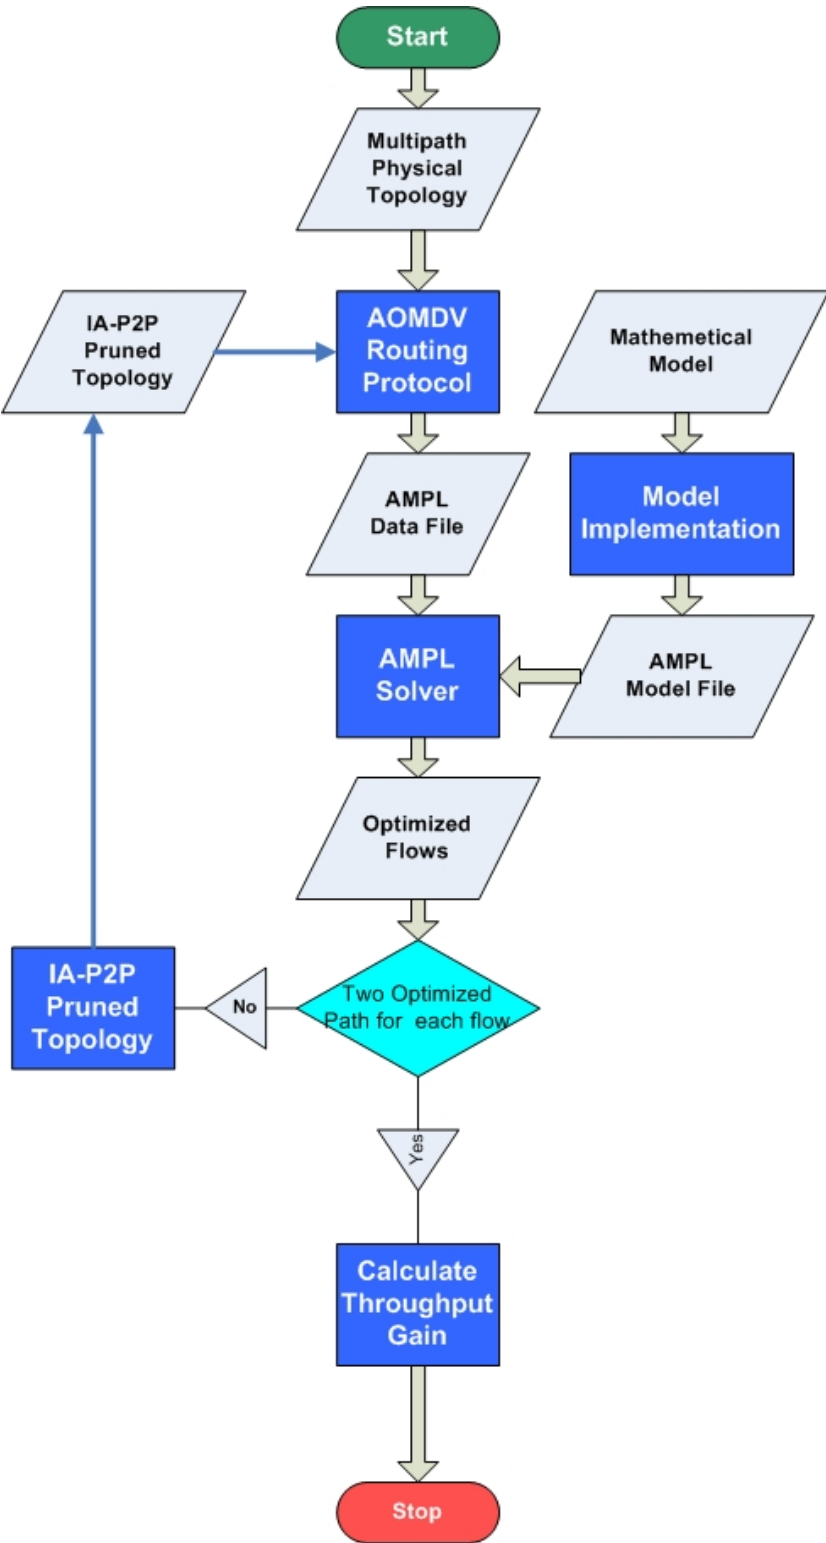 Start
Multipath
Physical
Topology
IA-P2P
Pruned
Topology
AOMDV
Routing
Protocol
Mathemetical
Model
AMPL
Data File
Model
Implementation
AMPL
Solver
AMPL
Model File
Optimized
Flows
Two Optimized
Path for each flow
No
IA-P2P
Pruned
Topology
Yes
Calculate
Throughput
Gain
Stop